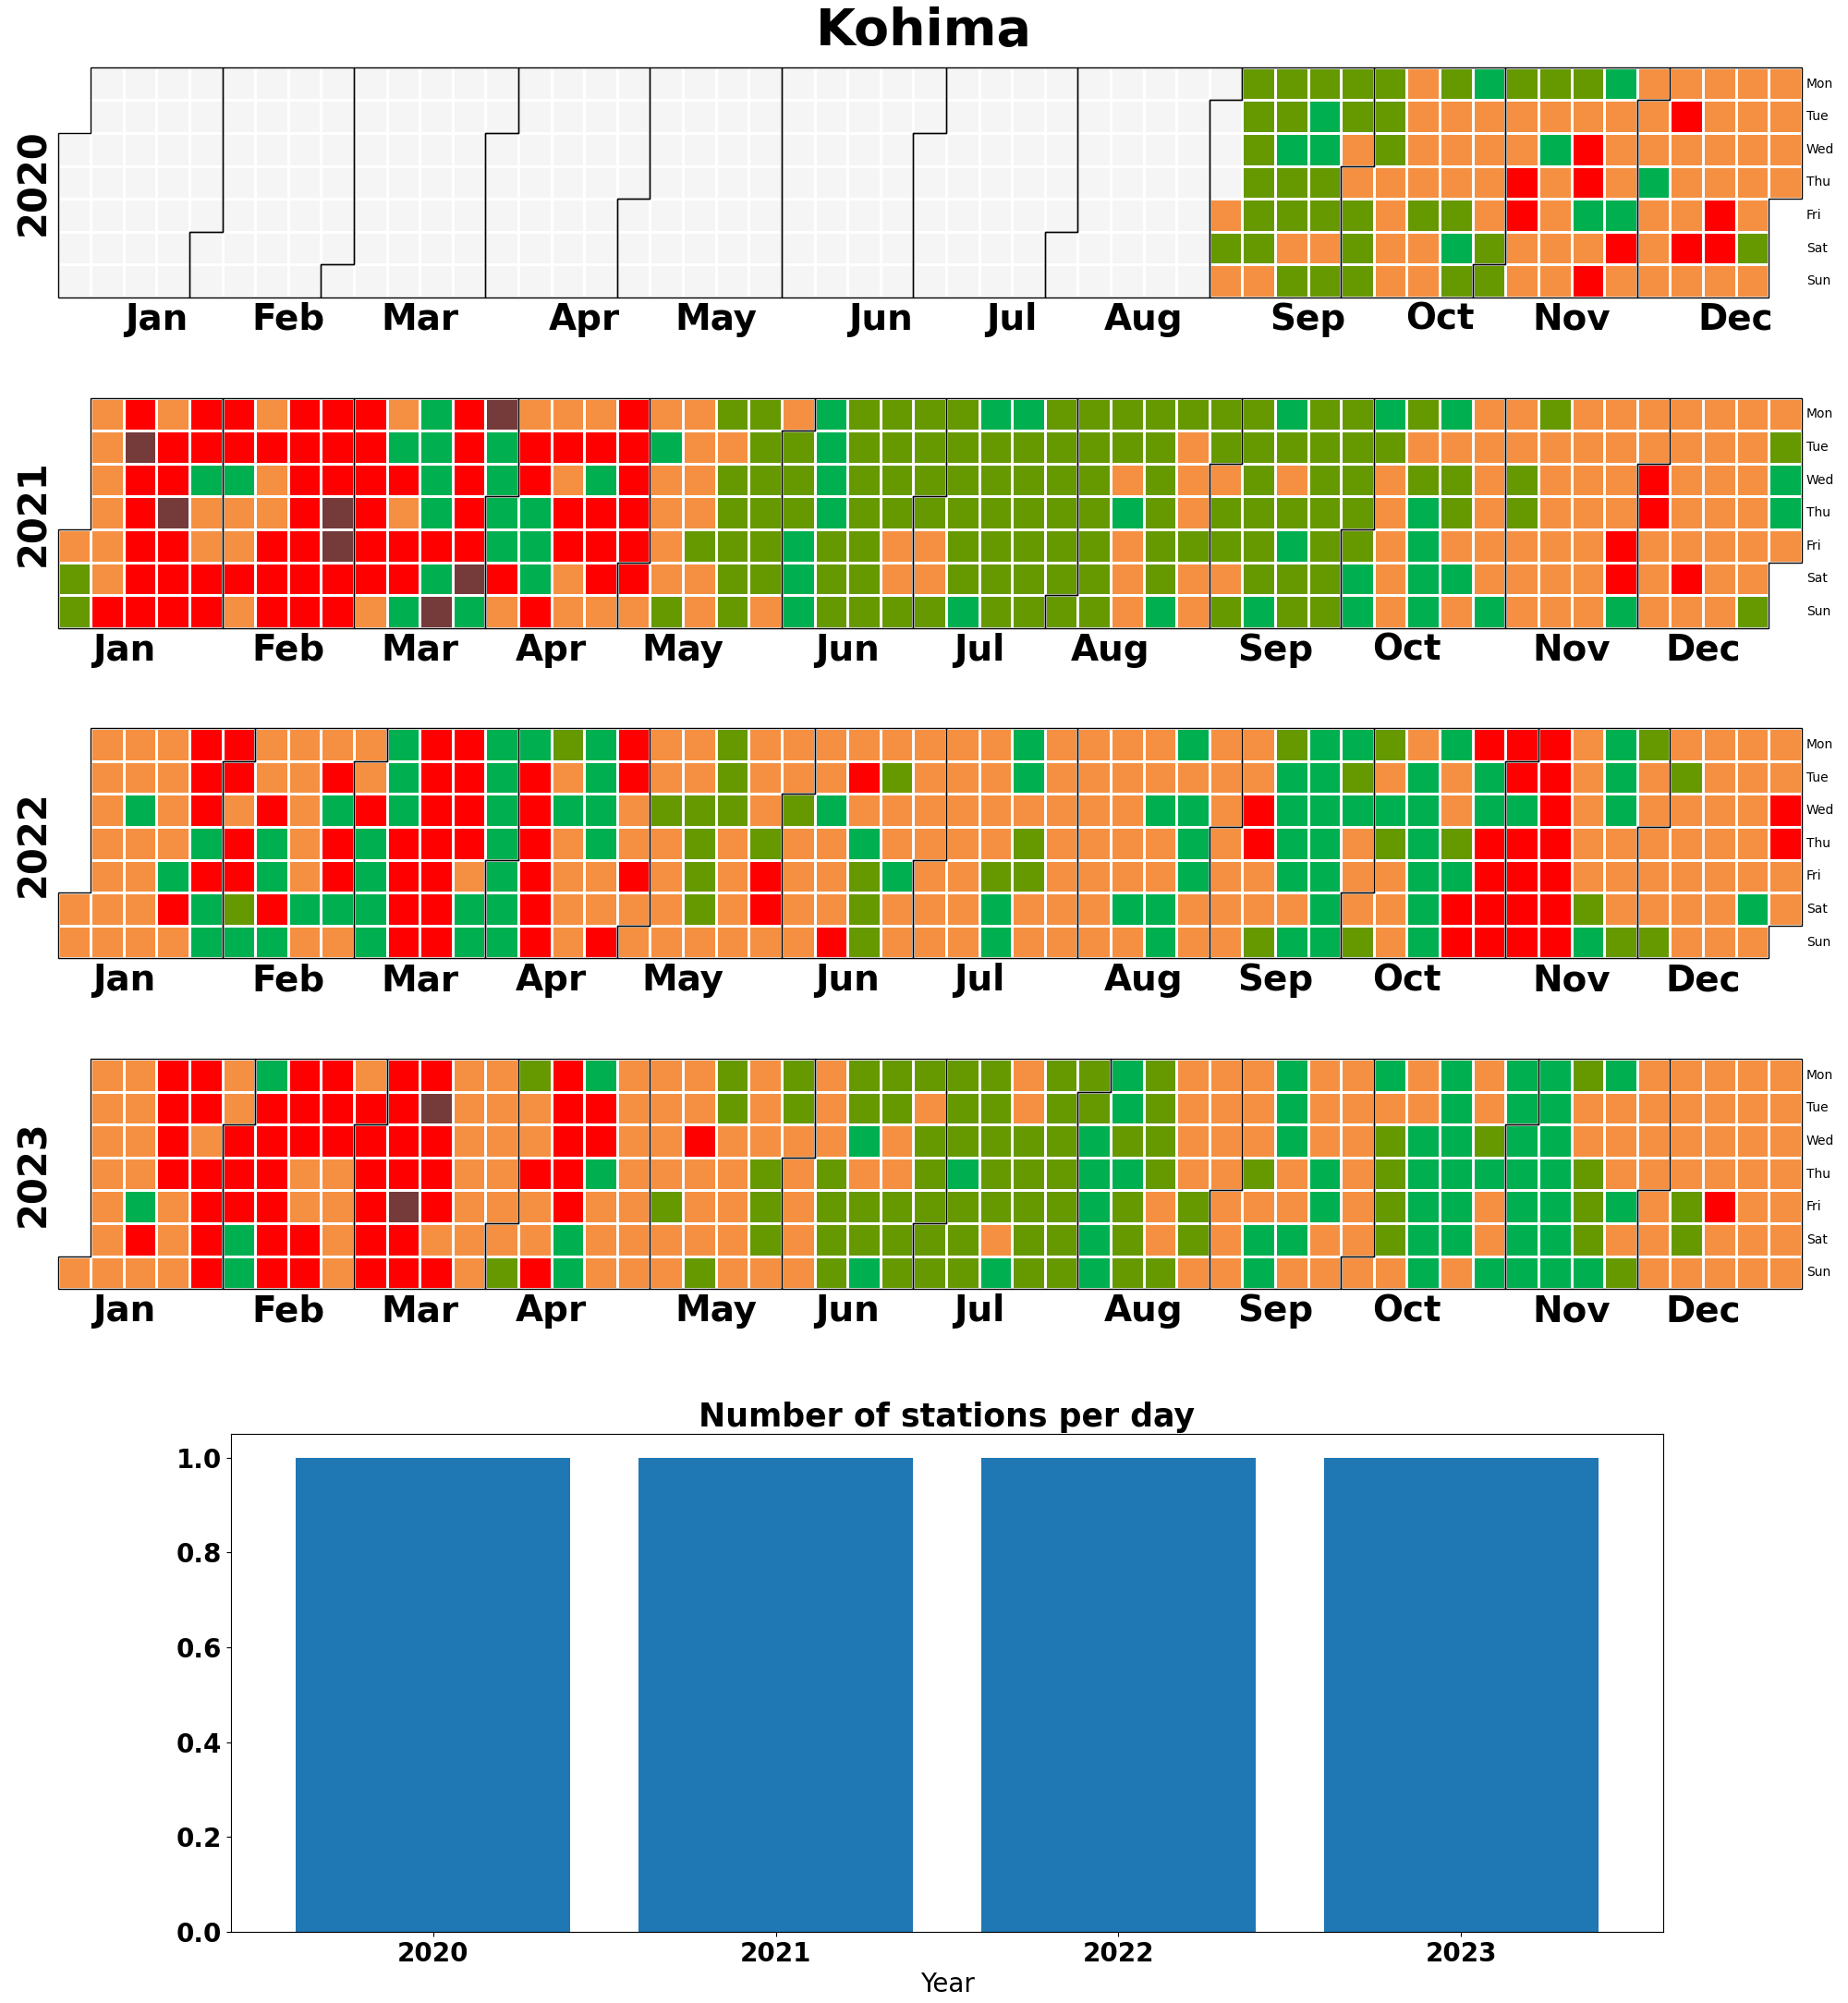 Kohima
2020
Mon
Tue
Wed
Thu
Fri
Sat
Sun
Jan Feb Mar Apr May Jun Jul Aug Sep Oct Nov Dec
2021
Mon
Tue
Wed
Thu
Fri
Sat
Sun
Jan Feb Mar Apr May Jun Jul Aug Sep Oct Nov Dec
2022
Mon
Tue
Wed
Thu
Fri
Sat
Sun
Jan Feb Mar Apr May Jun Jul Aug Sep Oct Nov Dec
2023
Mon
Tue
Wed
Thu
Fri
Sat
Sun
Jan Feb Mar Apr May Jun Jul Aug Sep Oct Nov Dec
Number of stations per day
1.0
0.8
0.6
0.4
0.2
0.0
2020 2021 2022 2023
Year